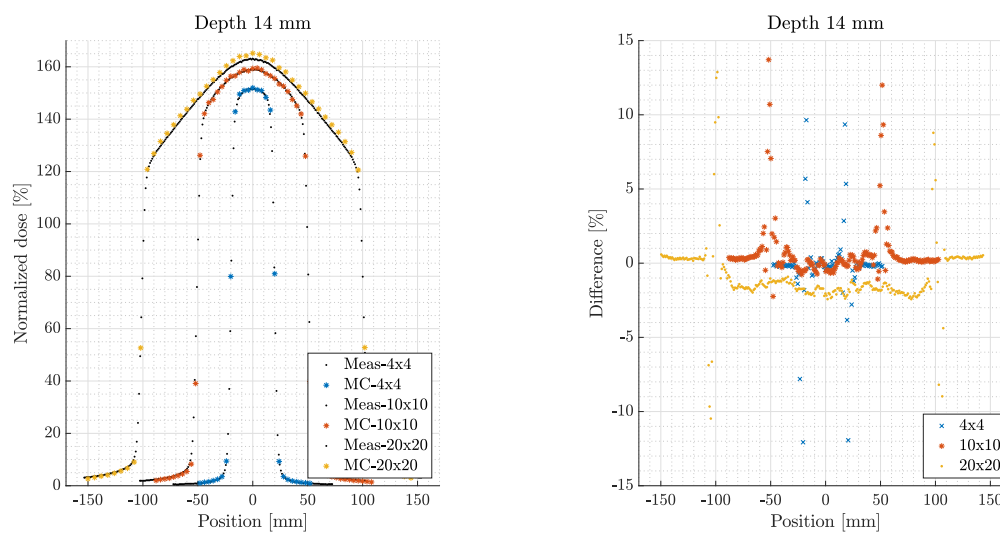 Depth 14 mm
Normalized dose [%]
160
140
120
100
80
60
40
20
0
-150 -100 -50 0 50 100 150
Position [mm]
Meas-4x4
MC-4x4
Meas-10x10
MC-10x10
Meas-20x20
MC-20x20
Depth 14 mm
Difference [%]
15
10
5
0
-5
-10
-15
-150 -100 -50 0 50 100 150
Position [mm]
4x4
10x10
20x20